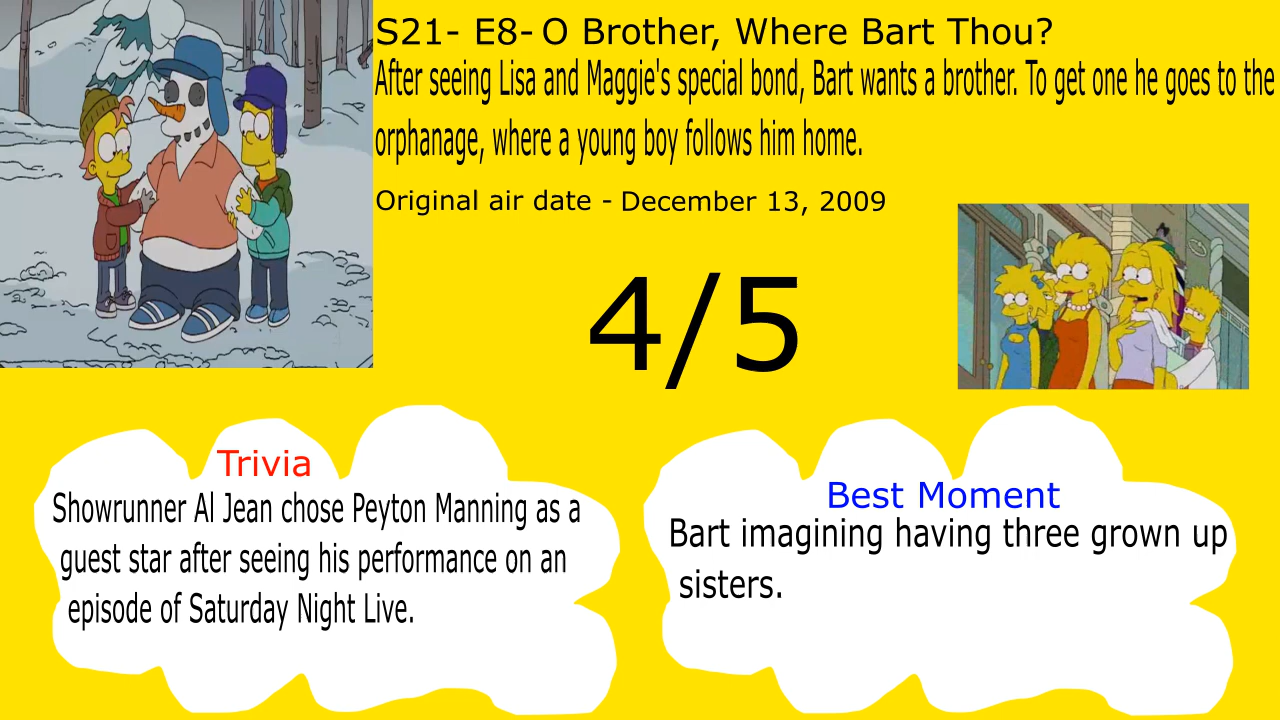 S21- E8- O Brother, Where Bart Thou?
After seeing Lisa and Maggie's special bond, Bart wants a brother. To get one he goes to the
orphanage, where a young boy follows him home.
Original air date - December 13, 2009
4/5
Trivia
Showrunner Al Jean chose Peyton Manning as a
guest star after seeing his performance on an
episode of Saturday Night Live.
Best Moment
Bart imagining having three grown up
sisters.